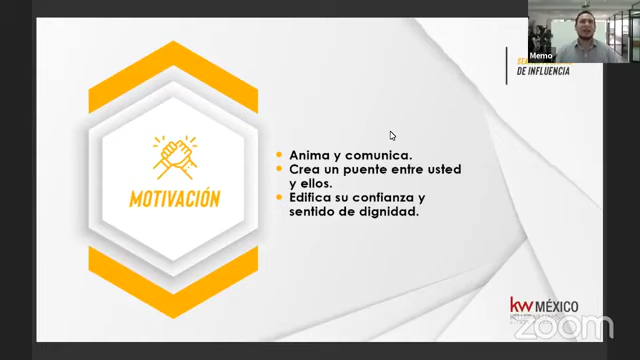 Memo
DE INFLUENCIA
Anima y comunica.
Crea un puente entre usted
y ellos.
Edifica su confianza y
sentido de dignidad.
MOTIVACIÓN
kw MÉXICO
zoom